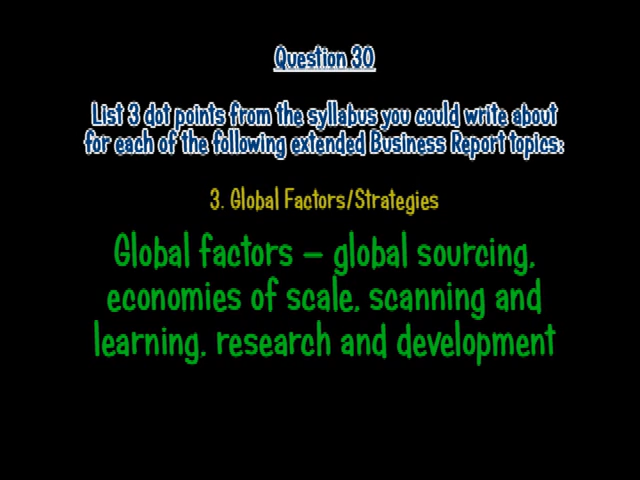 Question 30
List 3 dot points from the syllabus you could write about
for each of the following extended Business Report topics:
3. Global Factors/Strategies
Global factors – global sourcing,
economies of scale, scanning and
learning, research and development